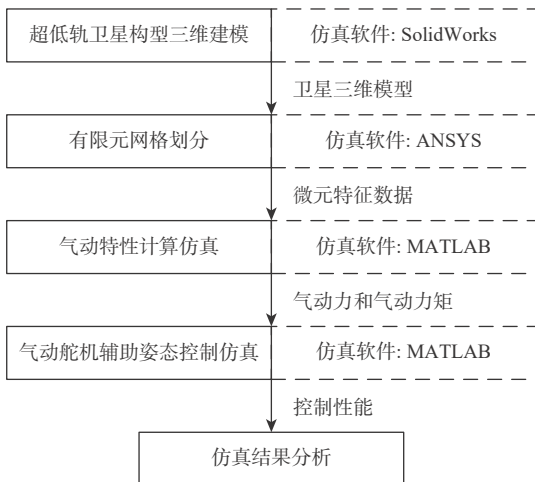 超低轨卫星构型三维建模
仿真软件: SolidWorks
卫星三维模型
有限元网格划分
仿真软件: ANSYS
微元特征数据
气动特性计算仿真
仿真软件: MATLAB
气动力和气动力矩
气动舵机辅助姿态控制仿真
仿真软件: MATLAB
控制性能
仿真结果分析